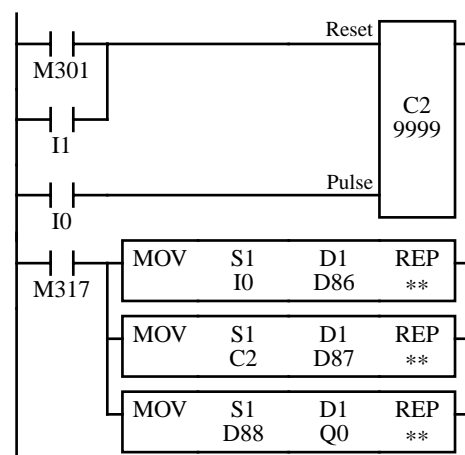 Reset
M301
C2
9999
I1
Pulse
I0
MOV S1 D1 REP
M317
I0 D86 **
MOV S1 D1 REP
C2 D87 **
MOV S1 D1 REP
D88 Q0 **